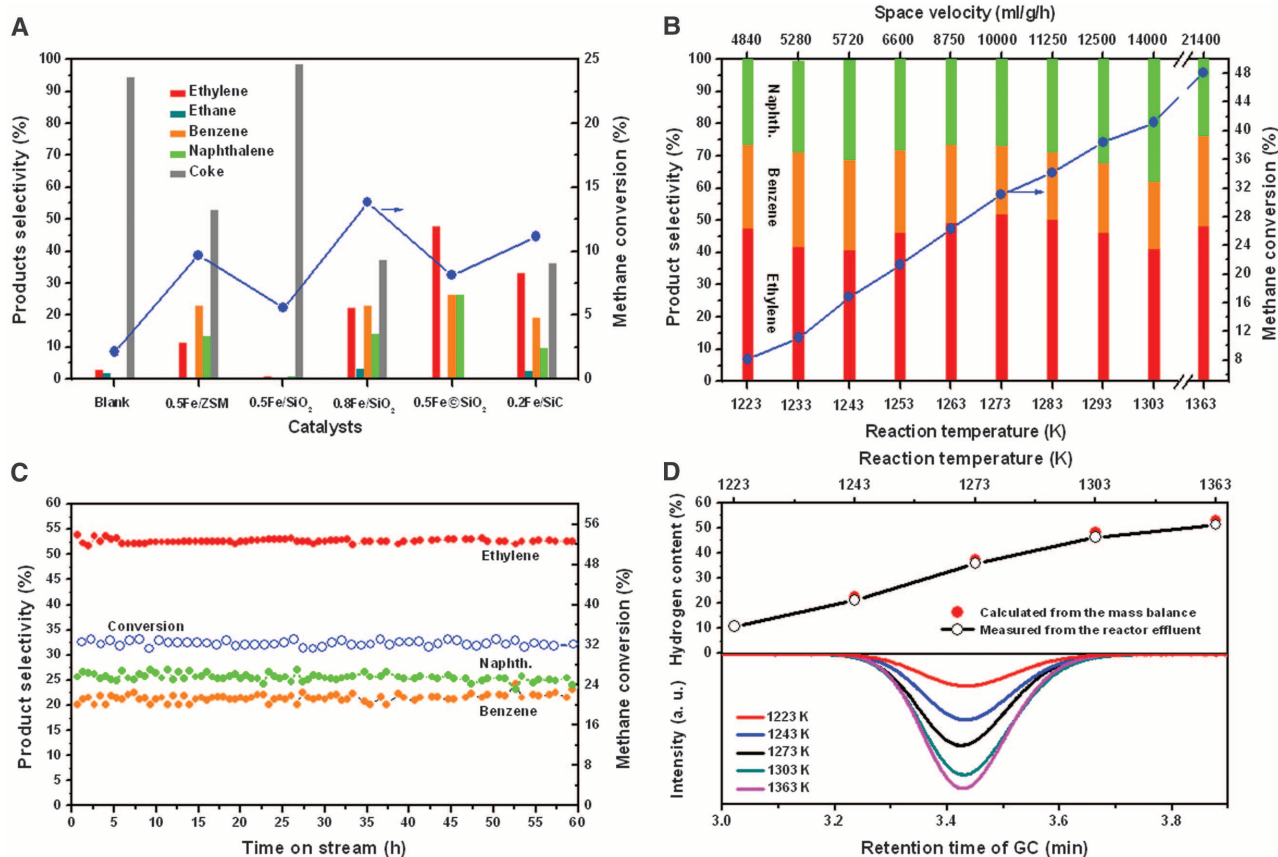 A
Products selectivity (%)
100
90
80
70
60
50
40
30
20
10
0
Ethylene
Ethane
Benzene
Naphthalene
Coke
25
20
15
10
5
0
Methane conversion (%)
Blank 0.5Fe/ZSM 0.5Fe/SiO₂ 0.8Fe/SiO₂ 0.5Fe©SiO₂ 0.2Fe/SiC
Catalysts
B
Space velocity (ml/g/h)
4840 5280 5720 6600 8750 10000 11250 12500 14000 21400
Product selectivity (%)
100
90
80
70
60
50
40
30
20
10
0
Naphth.
Benzene
Ethylene
48
44
40
36
32
28
24
20
16
12
8
Methane conversion (%)
1223 1233 1243 1253 1263 1273 1283 1293 1303 1363
Reaction temperature (K)
C
Product selectivity (%)
60
55
50
45
40
35
30
25
20
15
10
5
0
Ethylene
Conversion
Naphth.
Benzene
56
52
48
44
40
36
32
28
24
20
16
12
8
4
0
Methane conversion (%)
0 5 10 15 20 25 30 35 40 45 50 55 60
Time on stream (h)
D
Reaction temperature (K)
1223 1243 1273 1303 1363
Hydrogen content (%)
60
50
40
30
20
10
0
Calculated from the mass balance
Measured from the reactor effluent
Intensity (a. u.)
1223 K
1243 K
1273 K
1303 K
1363 K
3.0 3.2 3.4 3.6 3.8
Retention time of GC (min)